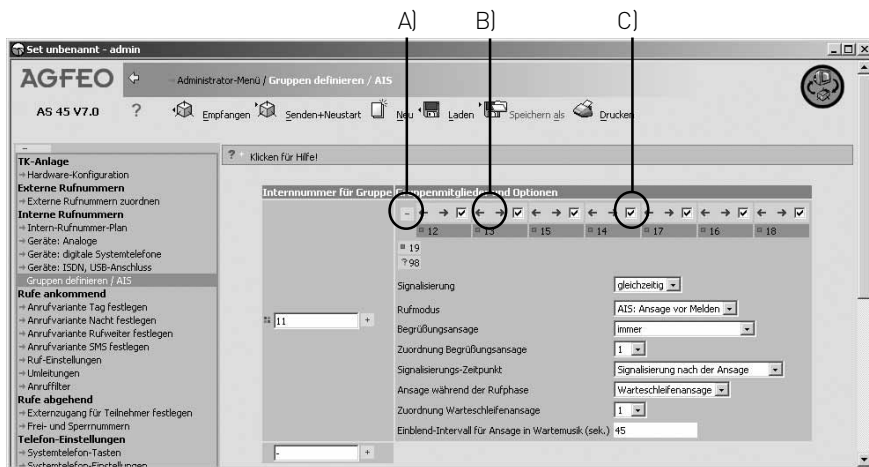 A) B) C)
Set unbenannt - admin
AGFEO
Administrator-Menü / Gruppen definieren / AIS
AS 45 V7.0 ? Empfangen Senden+Neustart Neu Laden Speichern als Drucken
? Klicken für Hilfe!
TK-Anlage
Hardware-Konfiguration
Externe Rufnummern
Externe Rufnummern zuordnen
Interne Rufnummern
Intern-Rufnummer-Plan
Geräte: Analoge
Geräte: digitale Systemtelefone
Geräte: ISDN, USB-Anschluss
Gruppen definieren / AIS
Rufe ankommend
Anrufvariante Tag festlegen
Anrufvariante Nacht festlegen
Anrufvariante Rufweiter festlegen
Anrufvariante SMS festlegen
Ruf-Einstellungen
Umleitungen
Anruffilter
Rufe abgehend
Externzugang für Teilnehmer festlegen
Frei- und Sperrnummern
Telefon-Einstellungen
Systemtelefon-Tasten
Systemtelefon-Einstellungen
Internnummer für Gruppe Gruppenmitglieder und Optionen
12 13 15 14 17 16 18
19
? 98
Signalisierung gleichzeitig
Rufmodus AIS: Ansage vor Melden
11 +
Begrüßungsansage immer
Zuordnung Begrüßungsansage 1
Signalisierungs-Zeitpunkt Signalisierung nach der Ansage
Ansage während der Rufphase Warteschleifenansage
Zuordnung Warteschleifenansage 1
Einblend-Intervall für Ansage in Wartemusik (sek.) 45
- +